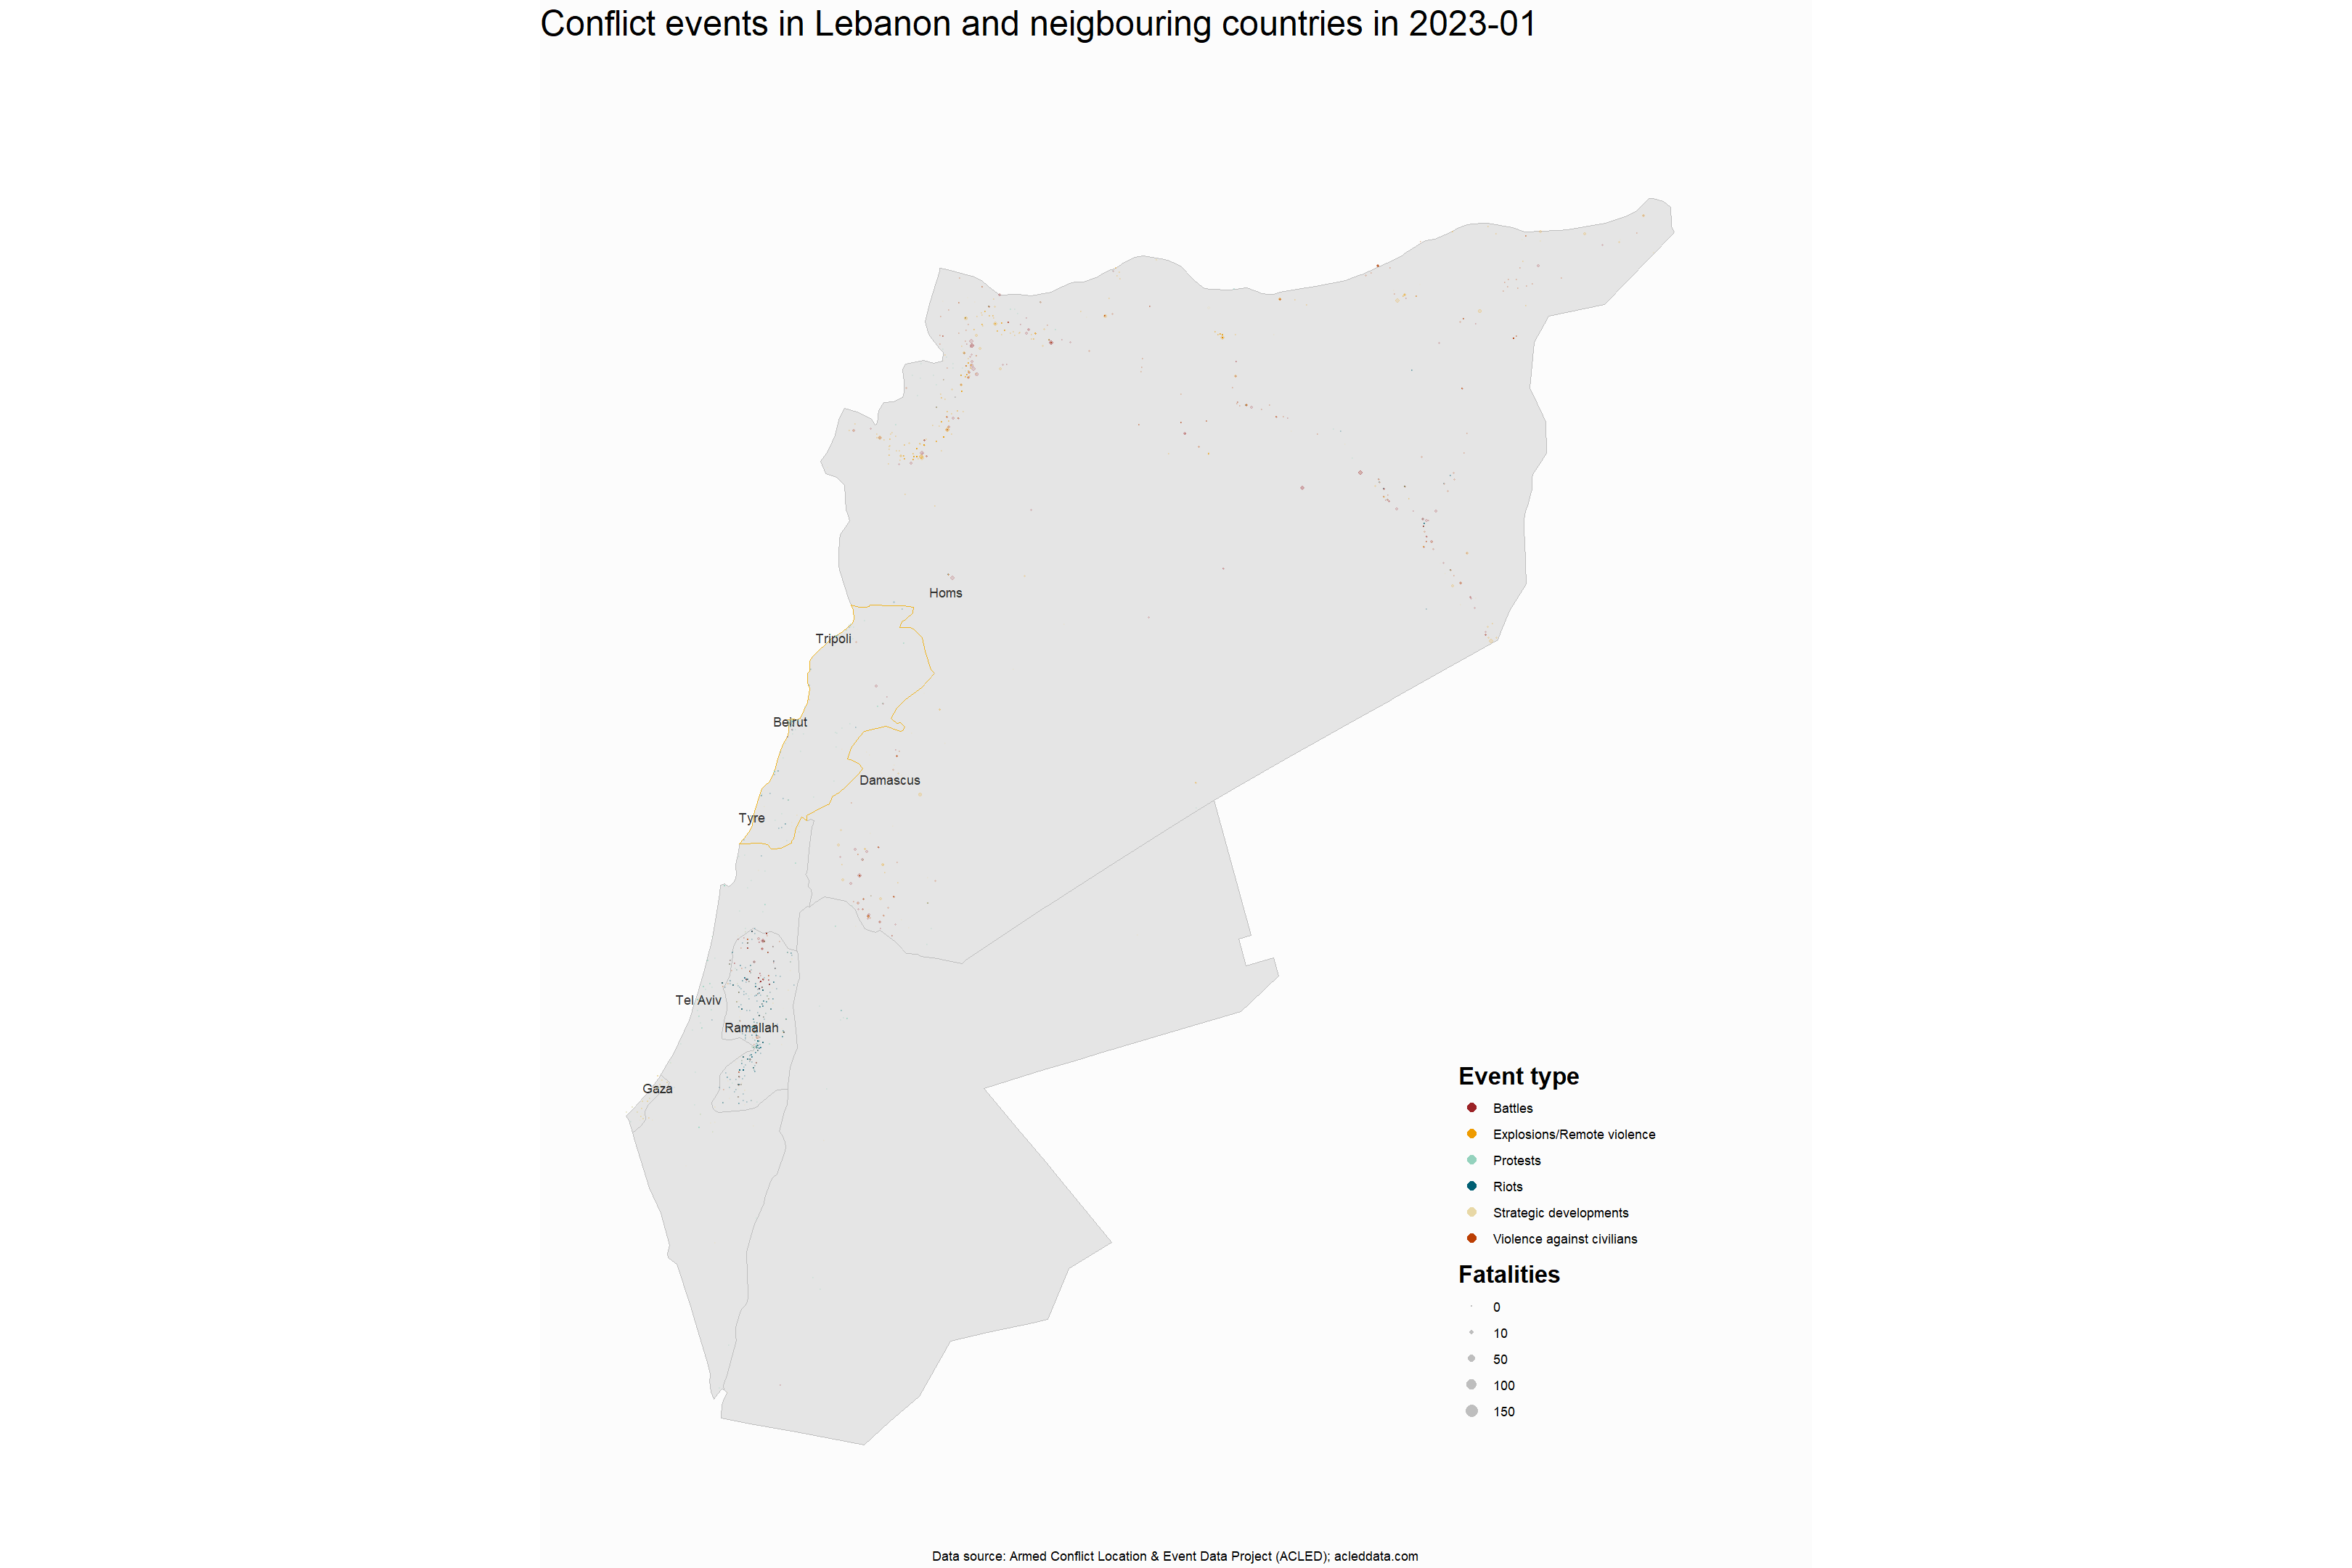 Conflict events in Lebanon and neigbouring countries in 2023-01
Homs
Tripoli
Beirut
Damascus
Tyre
Tel Aviv
Ramallah
Gaza
Event type
Battles
Explosions/Remote violence
Protests
Riots
Strategic developments
Violence against civilians
Fatalities
0
10
50
100
150
Data source: Armed Conflict Location & Event Data Project (ACLED); acleddata.com